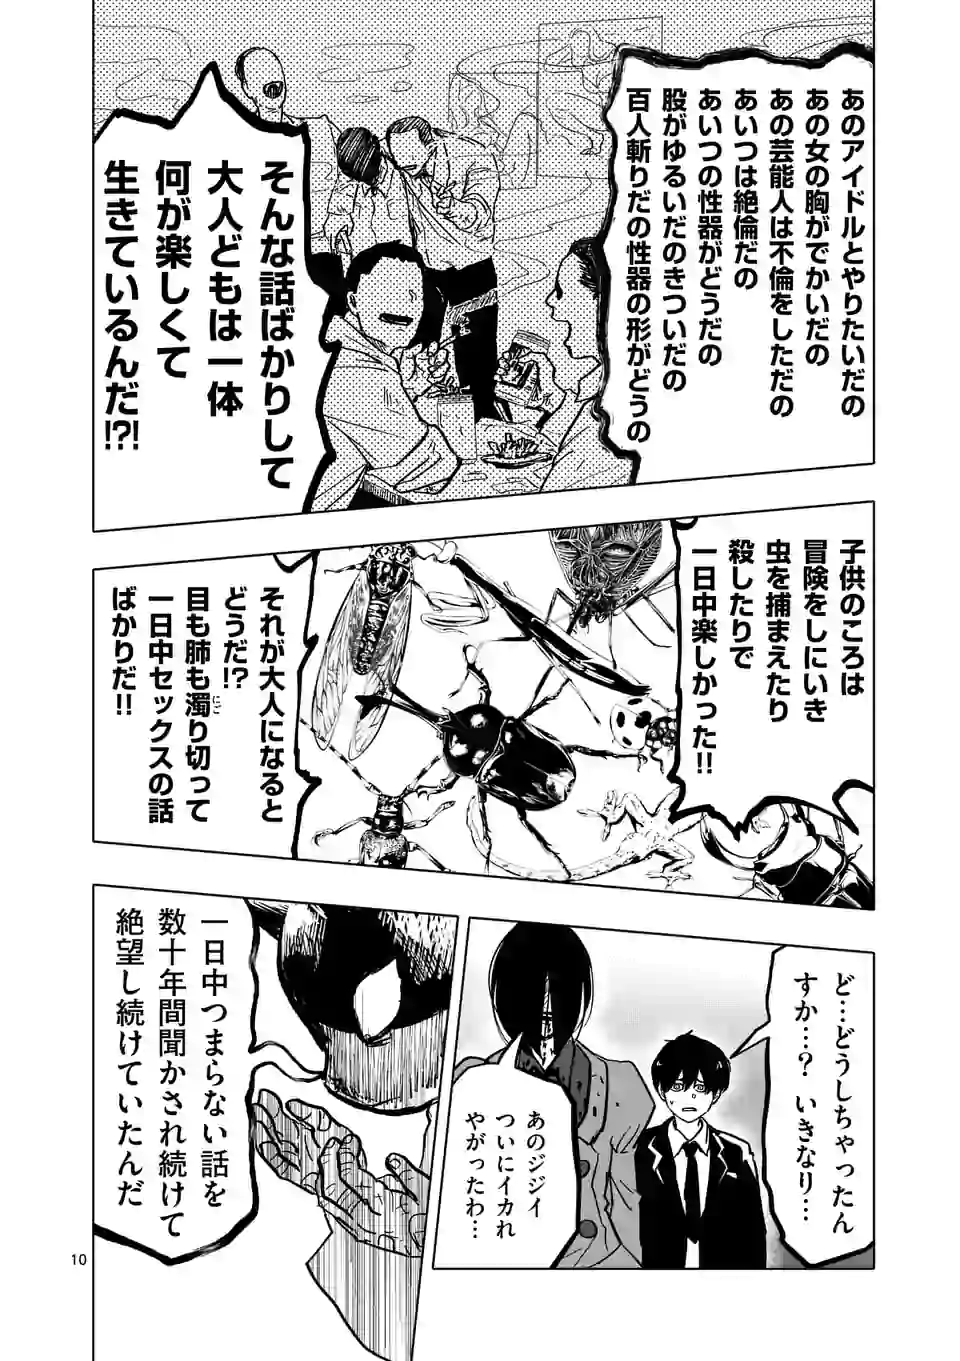 あのアイドルとやりたいだの
あの女の胸がでかいだの
あの芸能人は不倫をしただの
あいつは絶倫だの
あいつの性器がどうだの
股がゆるいだのきついだの
百人斬りだの性器の形がどうの
そんな話ばかりして
大人どもは一体
何が楽しくて
生きているんだ!?!
子供のころは
冒険をしにいき
虫を捕まえたり
殺したりで
一日中楽しかった!!
それが大人になると
どうだ!?
目も肺も濁り切って
にご
一日中セックスの話
ばかりだ!!
ど…どうしちゃったん
すか…? いきなり…
あのジジイ
ついにイカれ
やがったわ…
一日中つまらない話を
数十年間聞かされ続けて
絶望し続けていたんだ
10